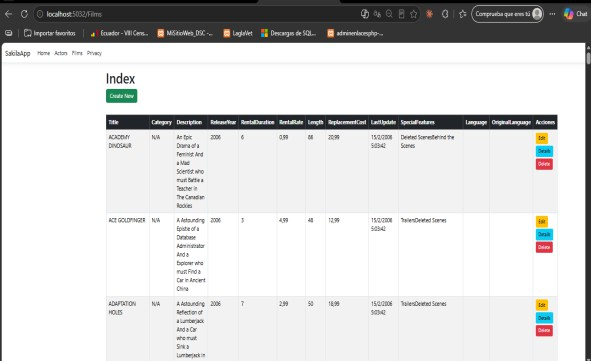 localhost:5032/Films
Comprueba que eres tú
Chat
Importar favoritos
Ecuador - VIII Cens...
MiSitioWeb_DSC -...
LaglaVet
Descargas de SQL...
adminenlacesphp-...
SakilaApp Home Actors Films Privacy
Index
Create New
Title Category Description ReleaseYear RentalDuration RentalRate Length ReplacementCost LastUpdate SpecialFeatures Language OriginalLanguage Acciones
ACADEMY DINOSAUR N/A An Epic Drama of a Feminist And a Mad Scientist who must Battle a Teacher in The Canadian Rockies 2006 6 0,99 86 20,99 15/2/2006 5:03:42 Deleted ScenesBehind the Scenes Edit Details Delete
ACE GOLDFINGER N/A A Astounding Epistle of a Database Administrator And a Explorer who must Find a Car in Ancient China 2006 3 4,99 48 12,99 15/2/2006 5:03:42 TrailersDeleted Scenes Edit Details Delete
ADAPTATION HOLES N/A A Astounding Reflection of a Lumberjack And a Car who must Sink a Lumberjack in 2006 7 2,99 50 18,99 15/2/2006 5:03:42 TrailersDeleted Scenes Edit Details Delete